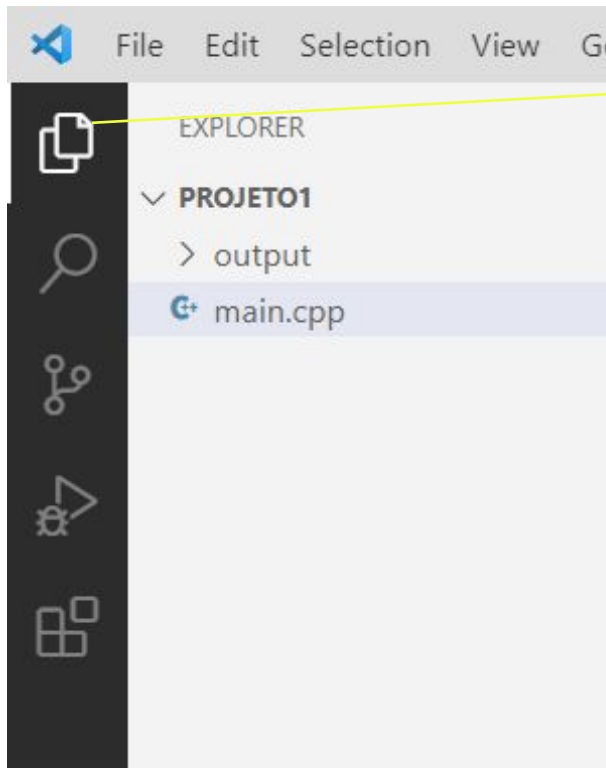 File Edit Selection View
EXPLORER
PROJETO1
output
main.cpp